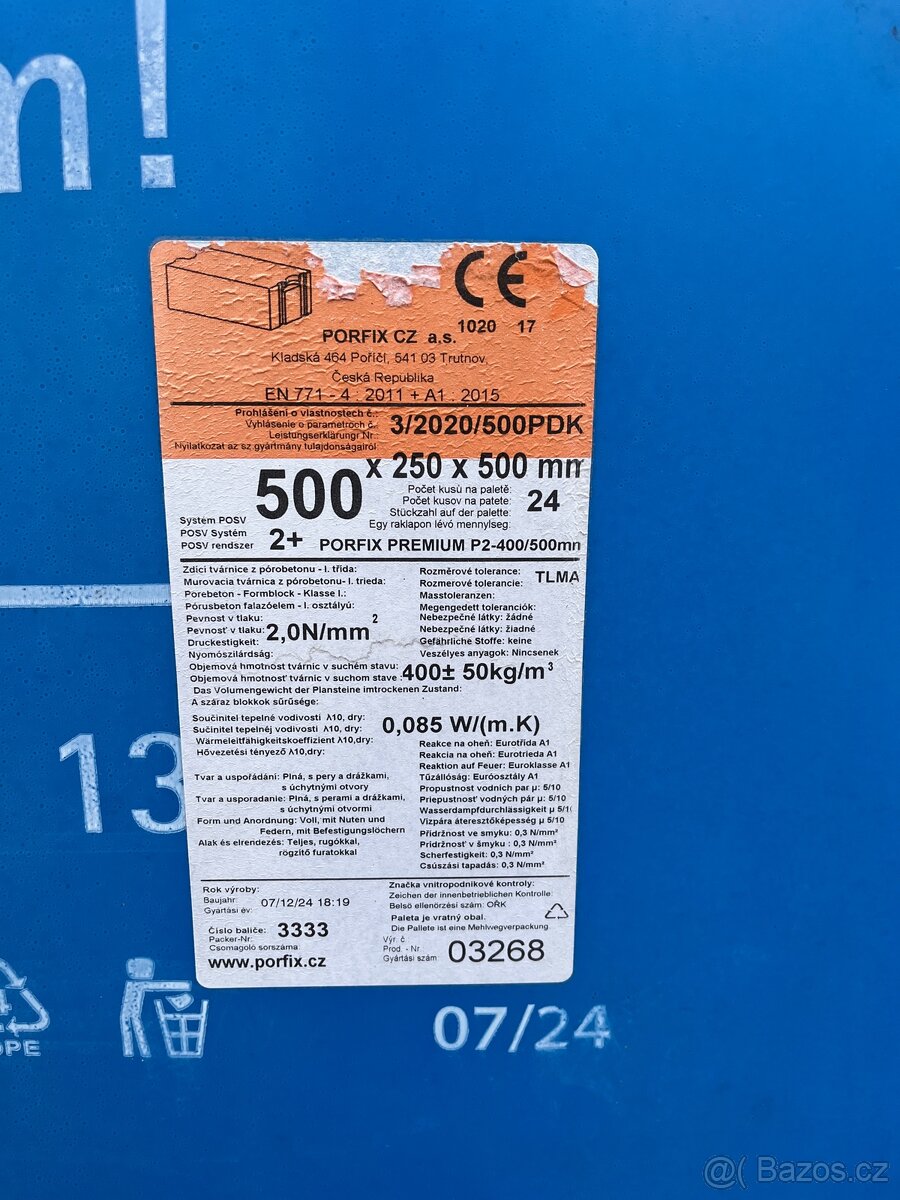 m!
CE
1020 17
PORFIX CZ a.s.
Kladská 464 Poříčí, 541 03 Trutnov,
Česká Republika
EN 771 - 4 : 2011 + A1 : 2015
Prohlášení o vlastnostech č.:
Vyhlásenie o parametroch č.:
Leistungserklärungr Nr.:
Nyilatkozat az sz gyártmány tulajdonságairól:
3/2020/500PDK
500 x 250 x 500 mm
Počet kusů na paletě:
Počet kusov na patete:
Stückzahl auf der palette:
Egy raklapon lévó mennylseg:
24
Systém POSV
POSV Systém
POSV rendszer
2+
PORFIX PREMIUM P2-400/500mm
Zdící tvárnice z pórobetonu - I. třída:
Murovacia tvárnica z pórobetonu- I. trieda:
Porebeton - Formblock - Klasse I.:
Pórusbeton falazóelem - I. osztályú:
Pevnost v tlaku:
Pevnosť v tlaku:
Druckestigkeit:
Nyomószilárdság:
2,0N/mm²
Rozměrové tolerance:
Rozmerové tolerancie:
Masstoleranzen:
Megengedett toleranciók:
TLMA
Nebezpečné látky: žádné
Nebezpečné látky: žiadné
Gefährliche Stoffe: keine
Veszélyes anyagok: Nincsenek
Objemová hmotnost tvárnic v suchém stavu:
Objemová hmotnosť tvárnic v suchom stave :
Das Volumengewicht der Plansteine imtrockenen Zustand:
A száraz blokkok sűrűsége:
400± 50kg/m³
Součinitel tepelné vodivosti λ10, dry:
Sučinitel tepelnéj vodivosti λ10, dry:
Wärmeleitfähigkeitskoeffizient λ10,dry:
Hővezetési tényező λ10,dry:
0,085 W/(m.K)
Tvar a uspořádání: Plná, s pery a drážkami,
s úchytnými otvory
Tvar a usporadanie: Plná, s perami a drážkami,
s úchytnými otvormi
Form und Anordnung: Voll, mit Nuten und
Federn, mit Befestigungslöchern
Alak és elrendezés: Teljes, rugókkal,
rögzítő furatokkal
Reakce na oheň: Eurotřída A1
Reakcia na oheň: Eurotrieda A1
Reaktion auf Feuer: Euroklasse A1
Tűzállóság: Euróosztály A1
Propustnost vodních par μ: 5/10
Priepustnosť vodných pár μ: 5/10
Wasserdampfdurchlässigkeit μ 5/1
Vizpára áteresztőképesség μ 5/10
Přídržnost ve smyku: 0,3 N/mm²
Pridržnosť v šmyku : 0,3 N/mm²
Scherfestigkeit: 0,3 N/mm²
Csúszási tapadás: 0,3 N/mm²
Rok výroby:
Baujahr:
Gyártási év:
07/12/24 18:19
Číslo baliče:
Packer-Nr:
Csomagoló sorszáma
3333
www.porfix.cz
Značka vnitropodnikové kontroly:
Zeichen der innenbetrieblichen Kontrolle:
Belső ellenőrzési szám: OŘK
Paleta je vratný obal.
Die Pallete ist eine Mehlwegverpackung
Výr. č.
Prod. - Nr
Gyártási szám
03268
13
07/24
@( Bazos.cz